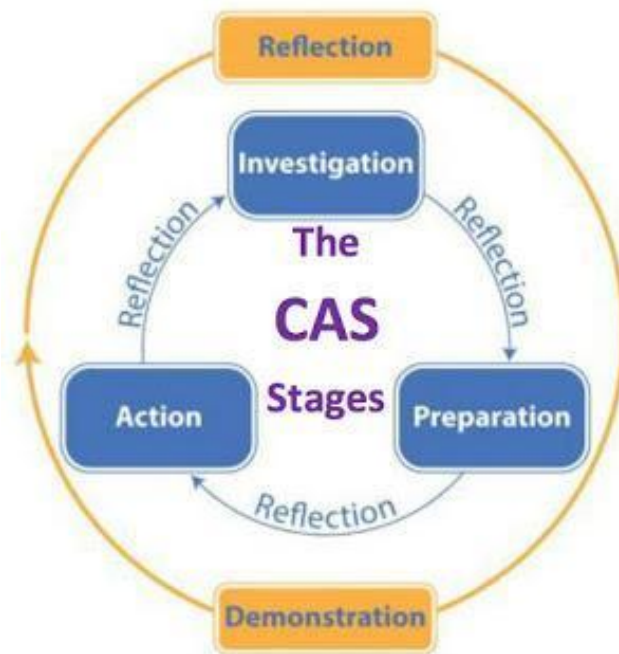 Reflection
Investigation
Reflection
Reflection
The
CAS
Stages
Action
Preparation
Reflection
Demonstration